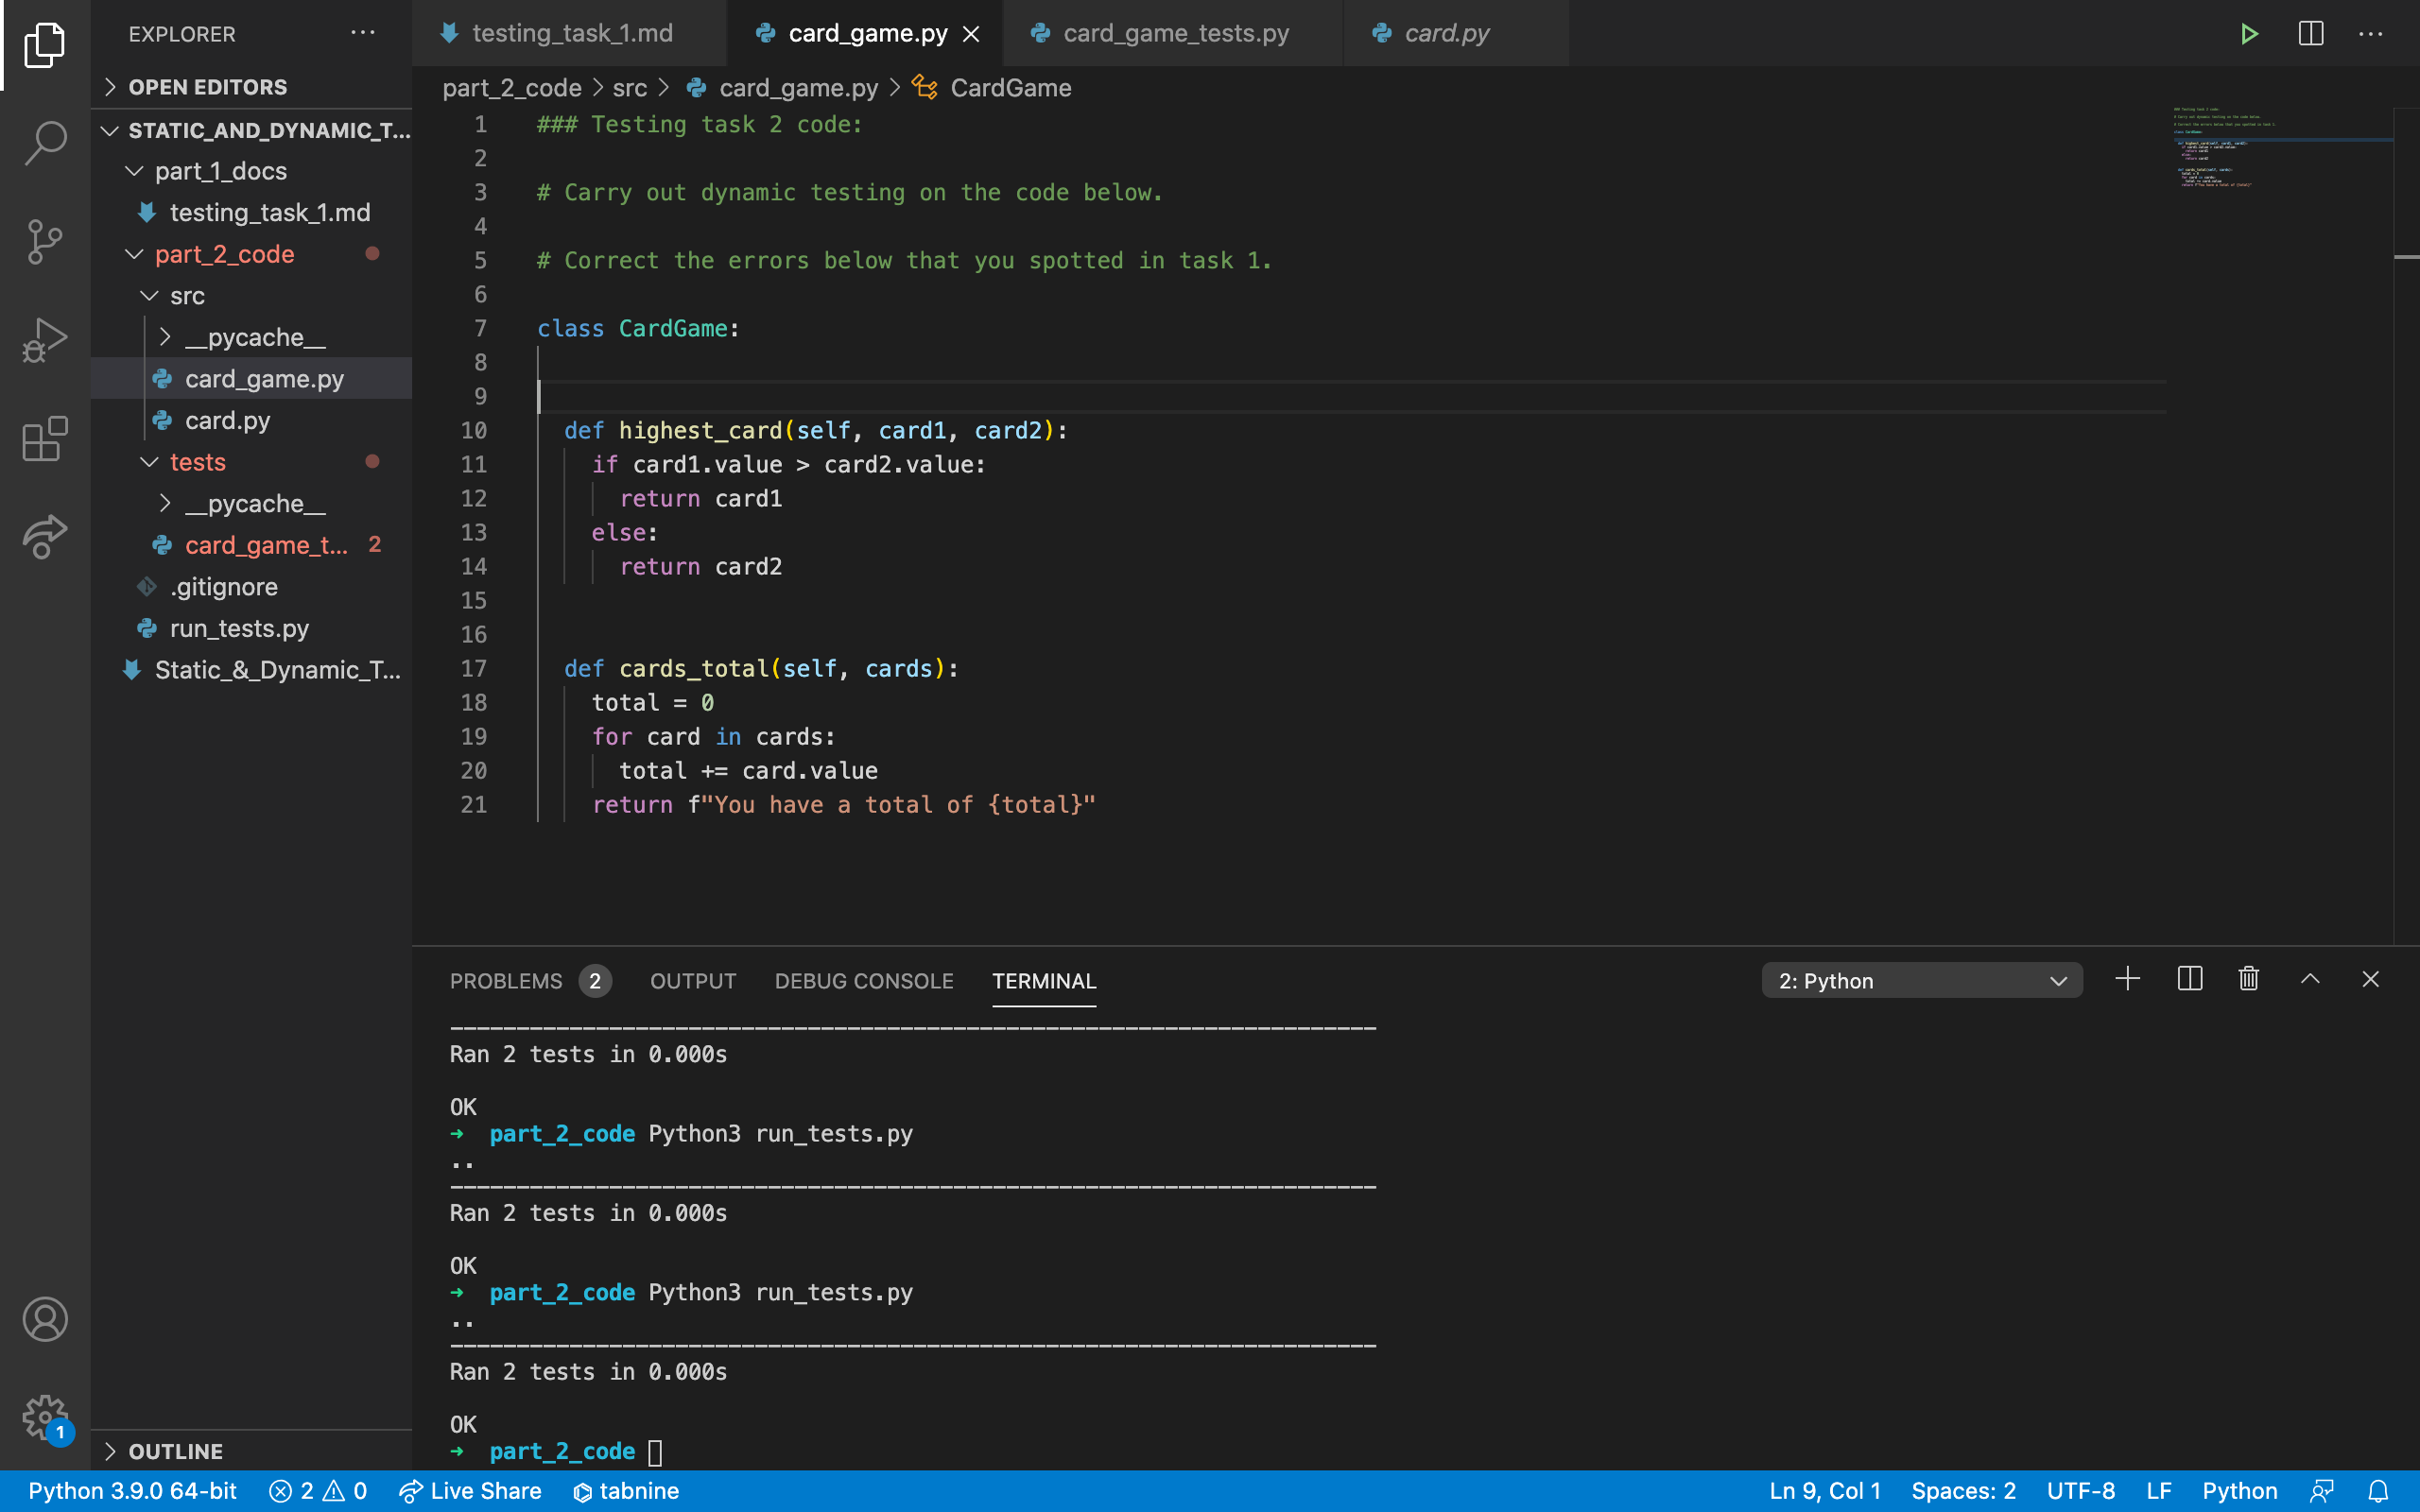 EXPLORER
OPEN EDITORS
STATIC_AND_DYNAMIC_T...
part_1_docs
testing_task_1.md
part_2_code
src
__pycache__
card_game.py
card.py
tests
__pycache__
card_game_t... 2
.gitignore
run_tests.py
Static_&_Dynamic_T...
OUTLINE
1
testing_task_1.md card_game.py card_game_tests.py card.py
part_2_code > src > card_game.py > CardGame
1 ### Testing task 2 code:
2
3 # Carry out dynamic testing on the code below.
4
5 # Correct the errors below that you spotted in task 1.
6
7 class CardGame:
8
9
10 def highest_card(self, card1, card2):
11 if card1.value > card2.value:
12 return card1
13 else:
14 return card2
15
16
17 def cards_total(self, cards):
18 total = 0
19 for card in cards:
20 total += card.value
21 return f"You have a total of {total}"
PROBLEMS 2 OUTPUT DEBUG CONSOLE TERMINAL 2: Python
----------------------------------------------------------------------
Ran 2 tests in 0.000s
OK
➜ part_2_code Python3 run_tests.py
..
----------------------------------------------------------------------
Ran 2 tests in 0.000s
OK
➜ part_2_code Python3 run_tests.py
..
----------------------------------------------------------------------
Ran 2 tests in 0.000s
OK
➜ part_2_code
Python 3.9.0 64-bit 2 0 Live Share tabnine Ln 9, Col 1 Spaces: 2 UTF-8 LF Python